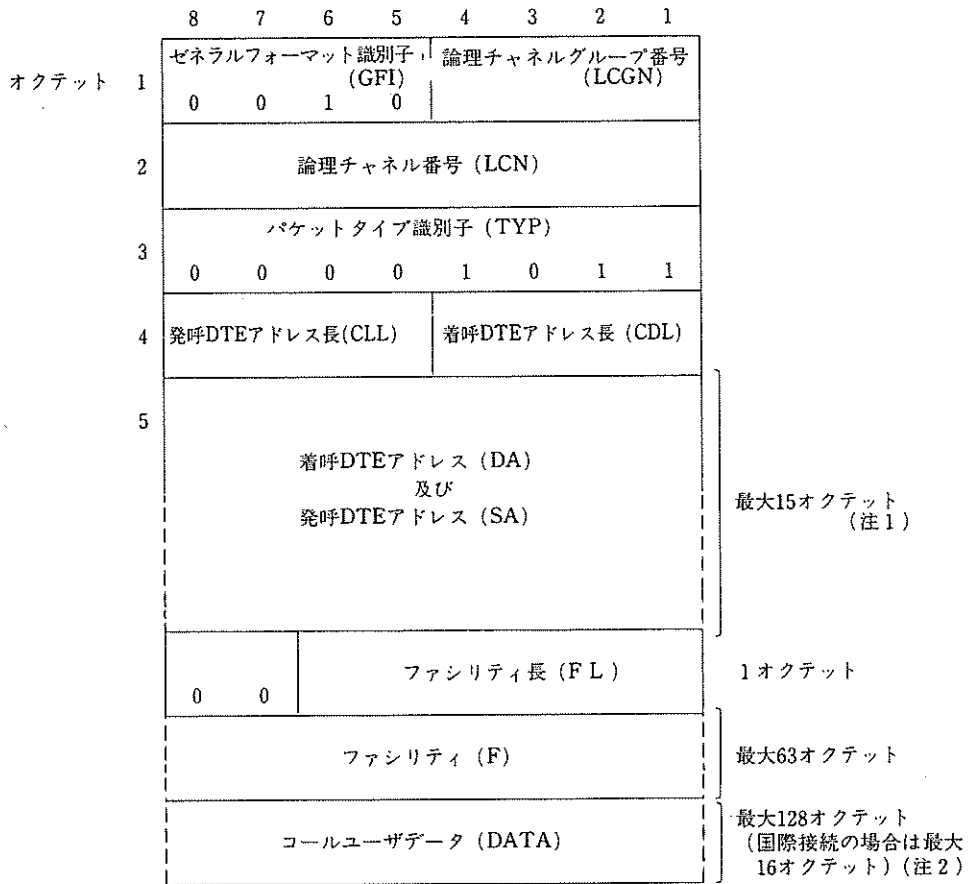 8 7 6 5 4 3 2 1
オクテット 1
ゼネラルフォーマット識別子
(GFI)
0 0 1 0
論理チャネルグループ番号
(LCGN)
2
論理チャネル番号 (LCN)
3
パケットタイプ識別子 (TYP)
0 0 0 0 1 0 1 1
4
発呼DTEアドレス長(CLL)
着呼DTEアドレス長 (CDL)
5
着呼DTEアドレス (DA)
及び
発呼DTEアドレス (SA)
最大15オクテット
(注1)
0 0
ファシリティ長 (FL)
1オクテット
ファシリティ (F)
最大63オクテット
コールユーザデータ (DATA)
最大128オクテット
(国際接続の場合は最大
16オクテット) (注2)